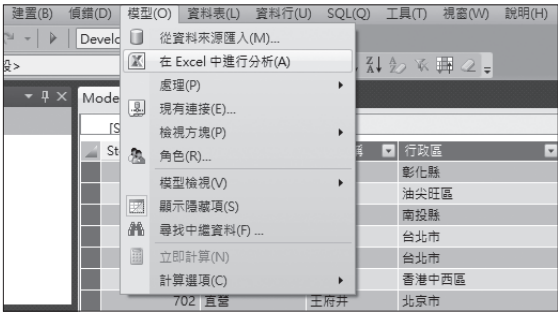 建置(B) 偵錯(D) 模型(O) 資料表(L) 資料行(U) SQL(Q) 工具(T) 視窗(W) 說明(H)
Develo
從資料來源匯入(M)...
在 Excel 中進行分析(A)
處理(P)
現有連接(E)...
檢視方塊(P)
角色(R)...
模型檢視(V)
顯示隱藏項(S)
尋找中繼資料(F) ...
立即計算(N)
計算選項(C)
Mode
[S
St
行政區
彰化縣
油尖旺區
南投縣
台北市
台北市
香港中西區
702 直營 王府井 北京市